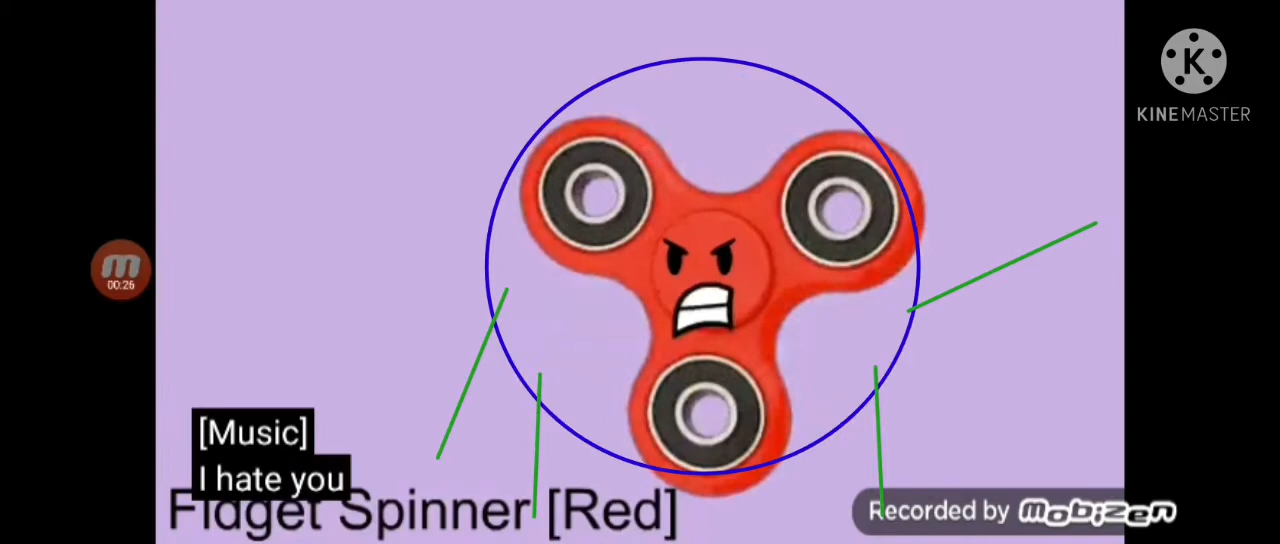 KINEMASTER
00:26
[Music]
I hate you
Fidget Spinner [Red]
Recorded by mobizen